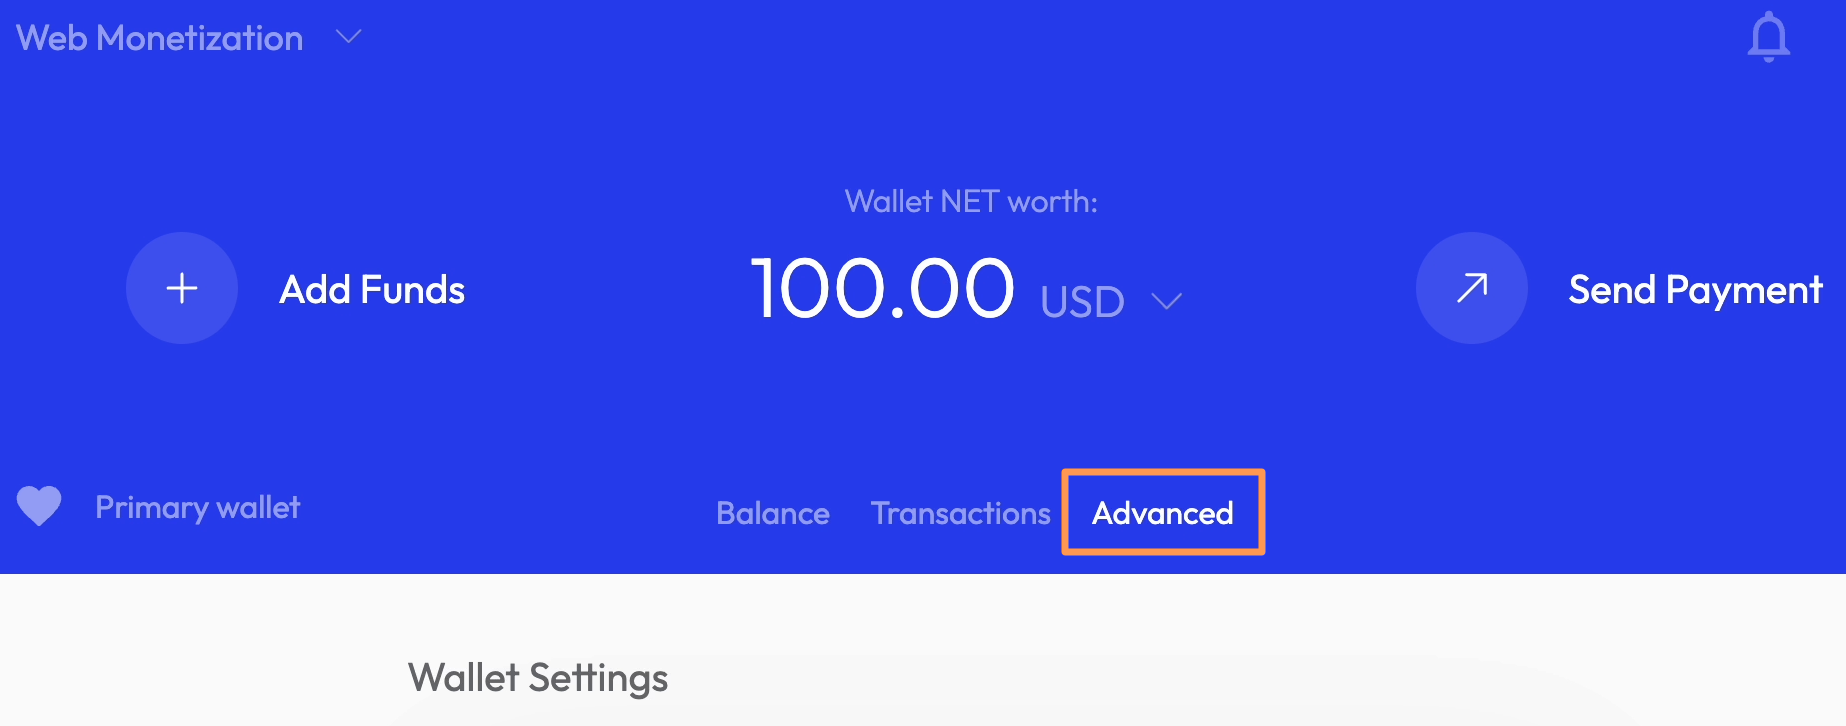 Web Monetization
Wallet NET worth:
Add Funds
100.00 USD
Send Payment
Primary wallet
Balance Transactions Advanced
Wallet Settings